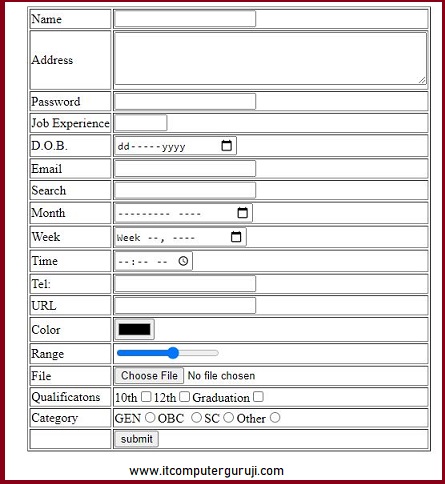 Name
Address
Password
Job Experience
D.O.B. dd-----yyyy
Email
Search
Month --------- ----
Week Week --, ----
Time --:-- --
Tel:
URL
Color
Range
File Choose File No file chosen
Qualificatons 10th 12th Graduation
Category GEN OBC SC Other
submit
www.itcomputerguruji.com